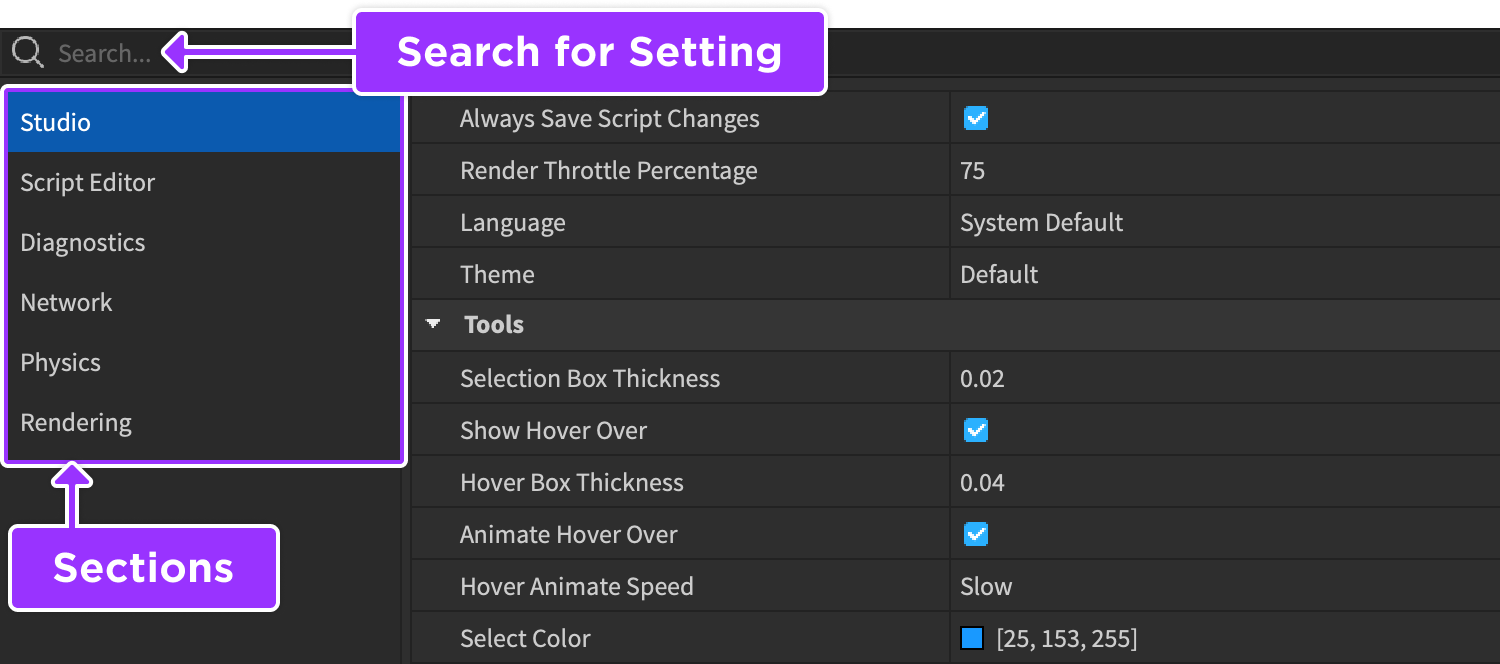 Search...
Search for Setting
Studio
Script Editor
Diagnostics
Network
Physics
Rendering
Sections
Always Save Script Changes
Render Throttle Percentage 75
Language System Default
Theme Default
Tools
Selection Box Thickness 0.02
Show Hover Over
Hover Box Thickness 0.04
Animate Hover Over
Hover Animate Speed Slow
Select Color [25, 153, 255]